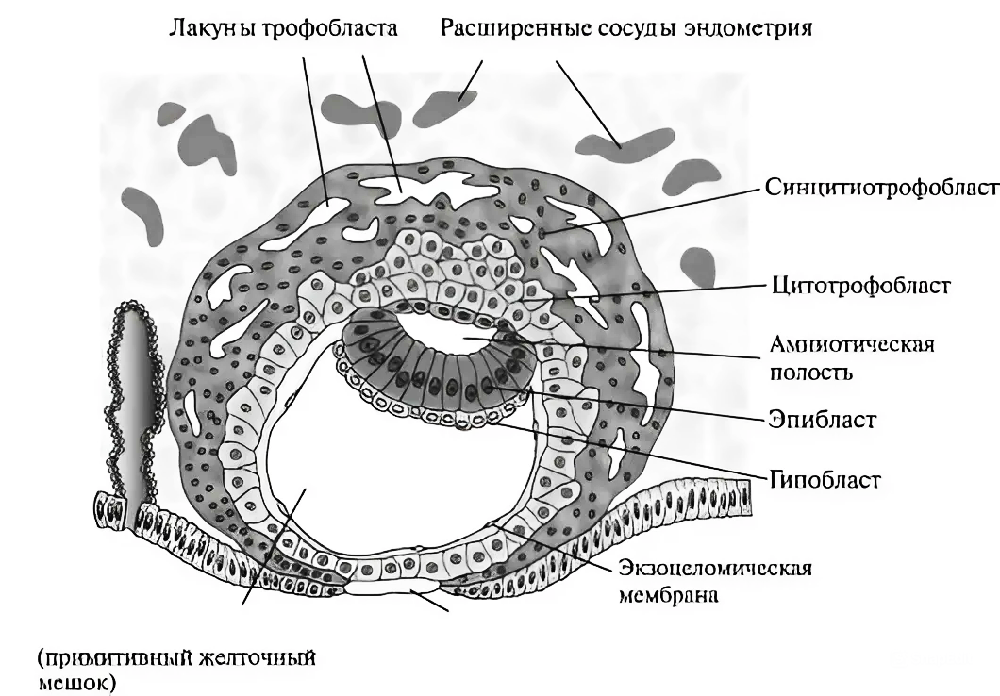 Лакуны трофобласта
Расширенные сосуды эндометрия
Синцитиотрофобласт
Цитотрофобласт
Амниотическая
полость
Эпибласт
Гипобласт
Экзоцеломическая
мембрана
(примитивный желточный
мешок)